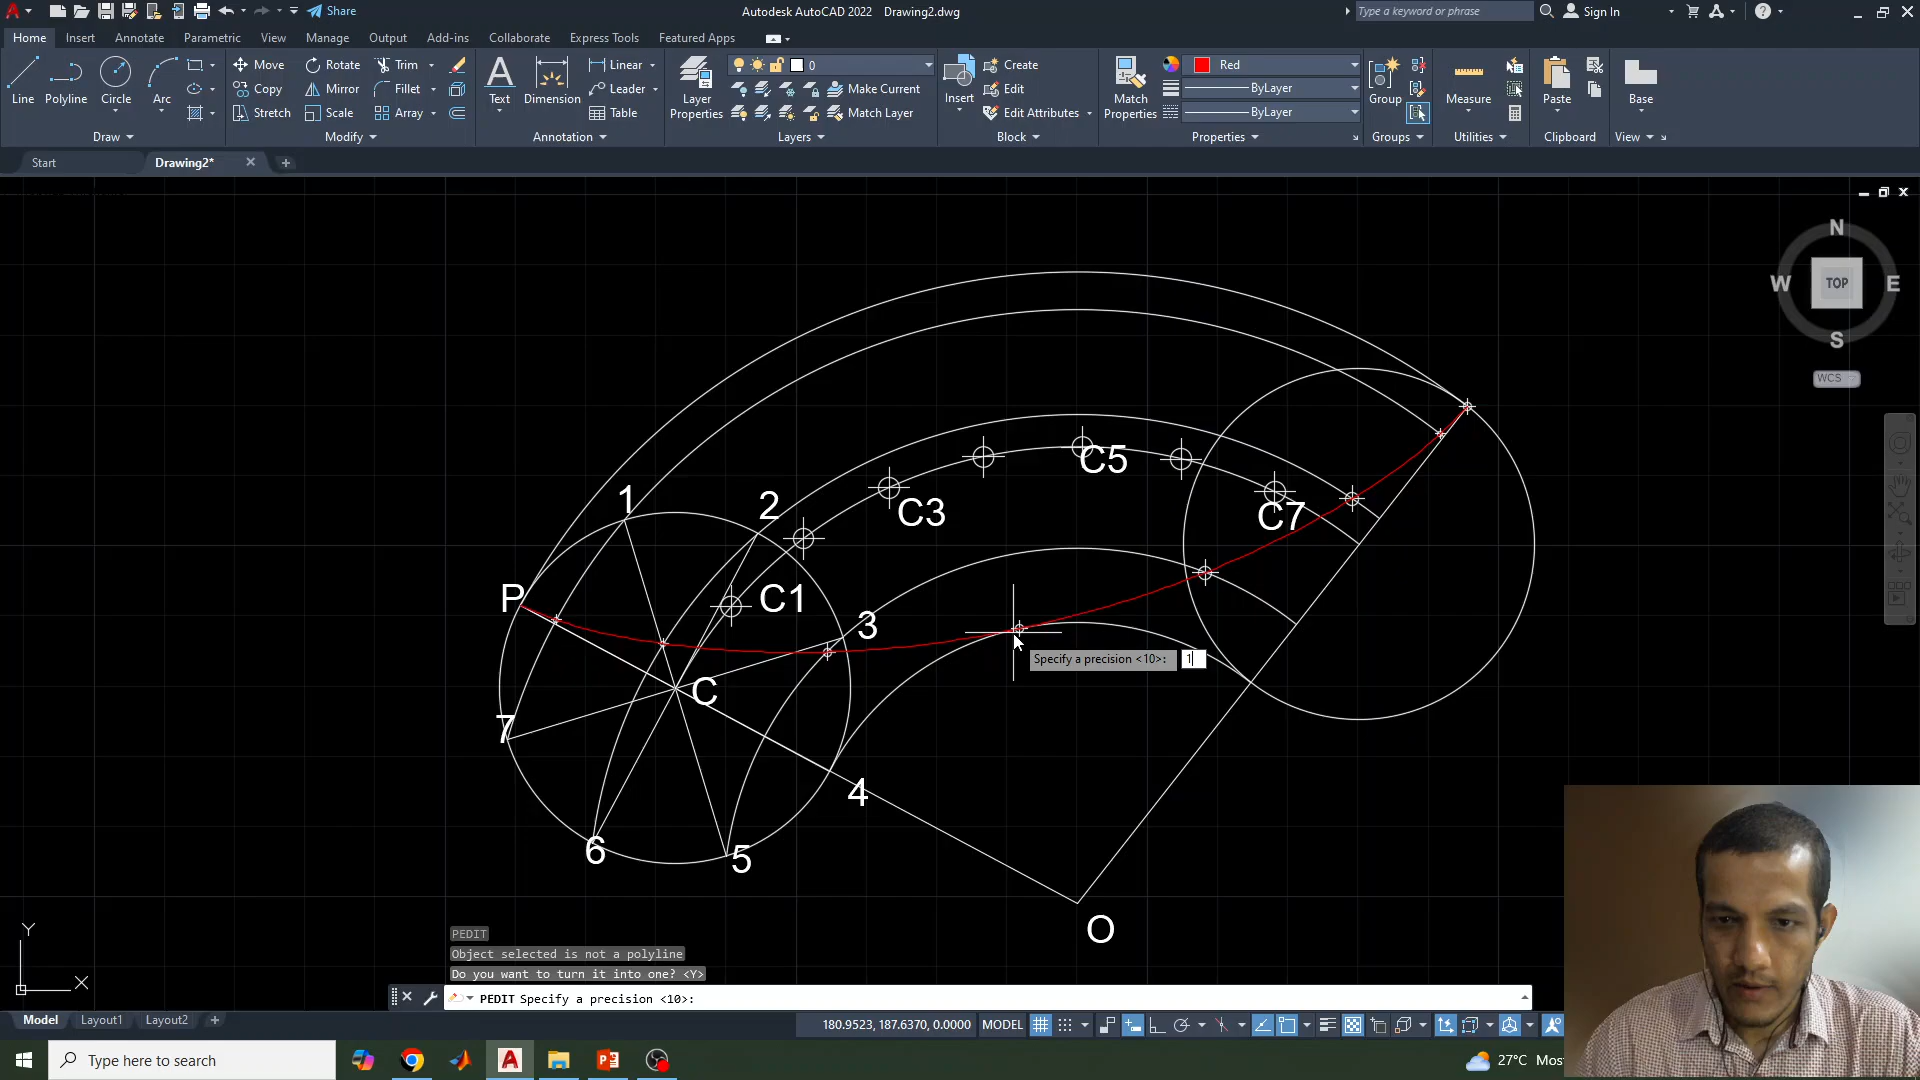 Share
Autodesk AutoCAD 2022 Drawing2.dwg
Type a keyword or phrase
Sign In
Home Insert Annotate Parametric View Manage Output Add-ins Collaborate Express Tools Featured Apps
Line Polyline Circle Arc
Move Rotate Trim
Copy Mirror Fillet
Stretch Scale Array
Text Dimension
Linear
Leader
Table
Layer Properties
0
Make Current
Match Layer
Insert
Create
Edit
Edit Attributes
Match Properties
Red
ByLayer
ByLayer
Group
Measure
Paste
Base
Draw Modify Annotation Layers Block Properties Groups Utilities Clipboard View
Start Drawing2*
N
W TOP E
S
WCS
C5
1 2
C3 C7
P C1
3
C
7
4
6 5
O
Specify a precision <10>: 1
PEDIT
Object selected is not a polyline
Do you want to turn it into one? <Y>
PEDIT Specify a precision <10>:
Y
X
Model Layout1 Layout2
180.9523, 187.6370, 0.0000 MODEL
Type here to search
27°C Mos